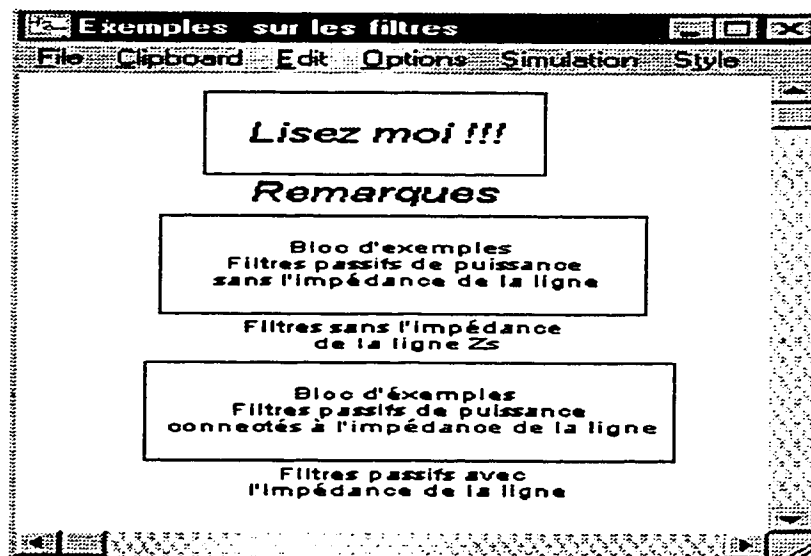 Exemples sur les filtres
File Clipboard Edit Options Simulation Style
Lisez moi !!!
Remarques
Bloc d'exemples
Filtres passifs de puissance
sans l'impédance de la ligne
Filtres sans l'impédance
de la ligne Zs
Bloc d'éxemples
Filtres passifs de puissance
connectés à l'impédance de la ligne
Filtres passifs avec
l'impédance de la ligne